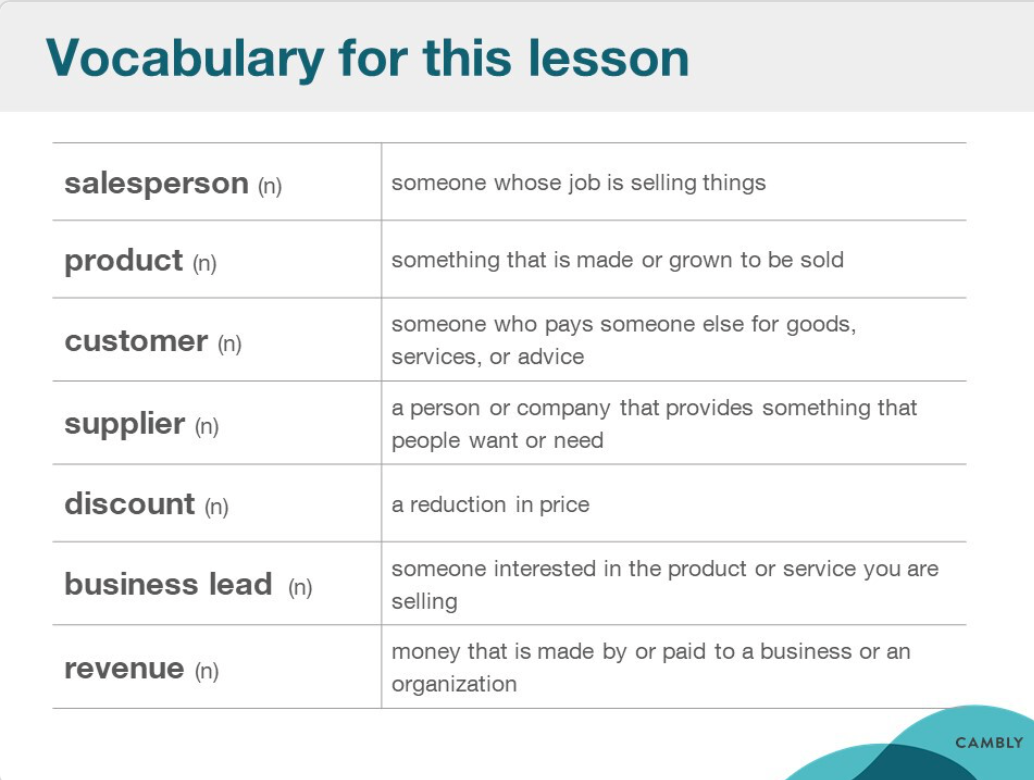 Vocabulary for this lesson
salesperson (n)
someone whose job is selling things
product (n)
something that is made or grown to be sold
customer (n)
someone who pays someone else for goods,
services, or advice
supplier (n)
a person or company that provides something that
people want or need
discount (n)
a reduction in price
business lead (n)
someone interested in the product or service you are
selling
revenue (n)
money that is made by or paid to a business or an
organization
CAMBLY